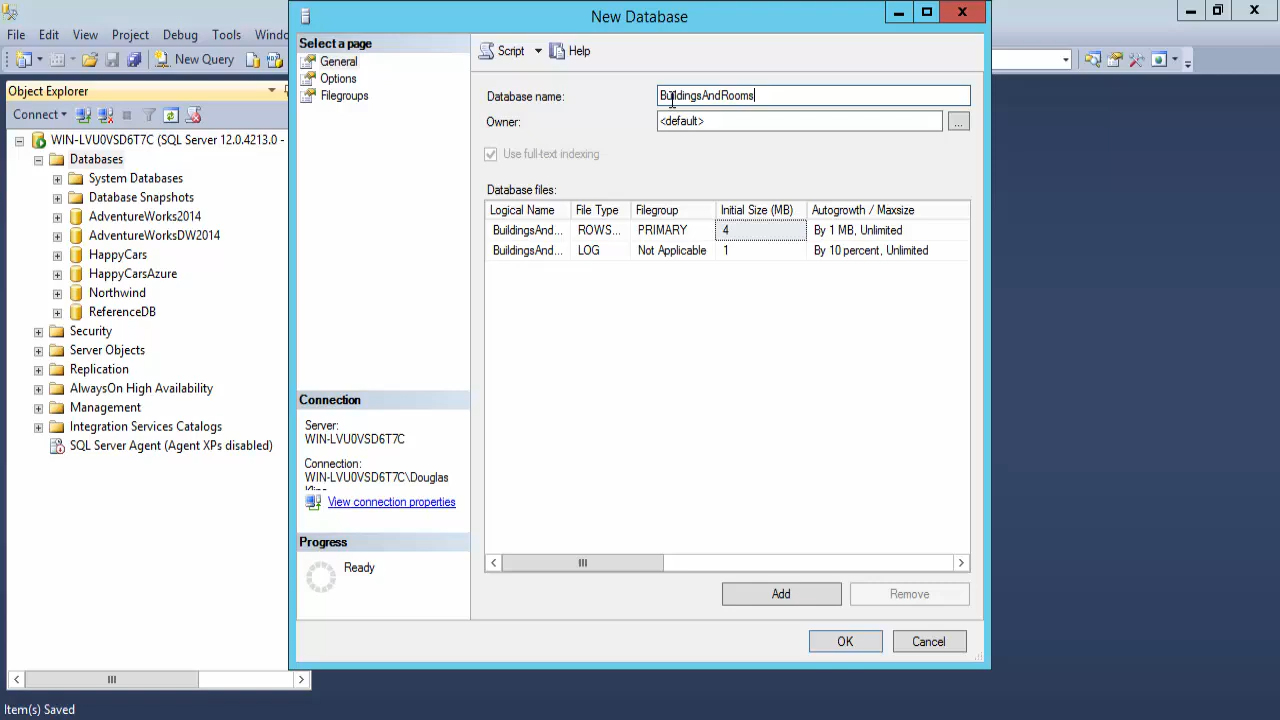 New Database
File Edit View Project Debug Tools Windo
New Query
Object Explorer
Connect
WIN-LVU0VSD6T7C (SQL Server 12.0.4213.0 -
Databases
System Databases
Database Snapshots
AdventureWorks2014
AdventureWorksDW2014
HappyCars
HappyCarsAzure
Northwind
ReferenceDB
Security
Server Objects
Replication
AlwaysOn High Availability
Management
Integration Services Catalogs
SQL Server Agent (Agent XPs disabled)
Item(s) Saved
Select a page
General
Options
Filegroups
Connection
Server:
WIN-LVU0VSD6T7C
Connection:
WIN-LVU0VSD6T7C\Douglas
View connection properties
Progress
Ready
Script Help
Database name: BuildingsAndRooms
Owner: <default> ...
Use full-text indexing
Database files:
Logical Name File Type Filegroup Initial Size (MB) Autogrowth / Maxsize
BuildingsAnd... ROWS... PRIMARY 4 By 1 MB, Unlimited
BuildingsAnd... LOG Not Applicable 1 By 10 percent, Unlimited
Add Remove
OK Cancel